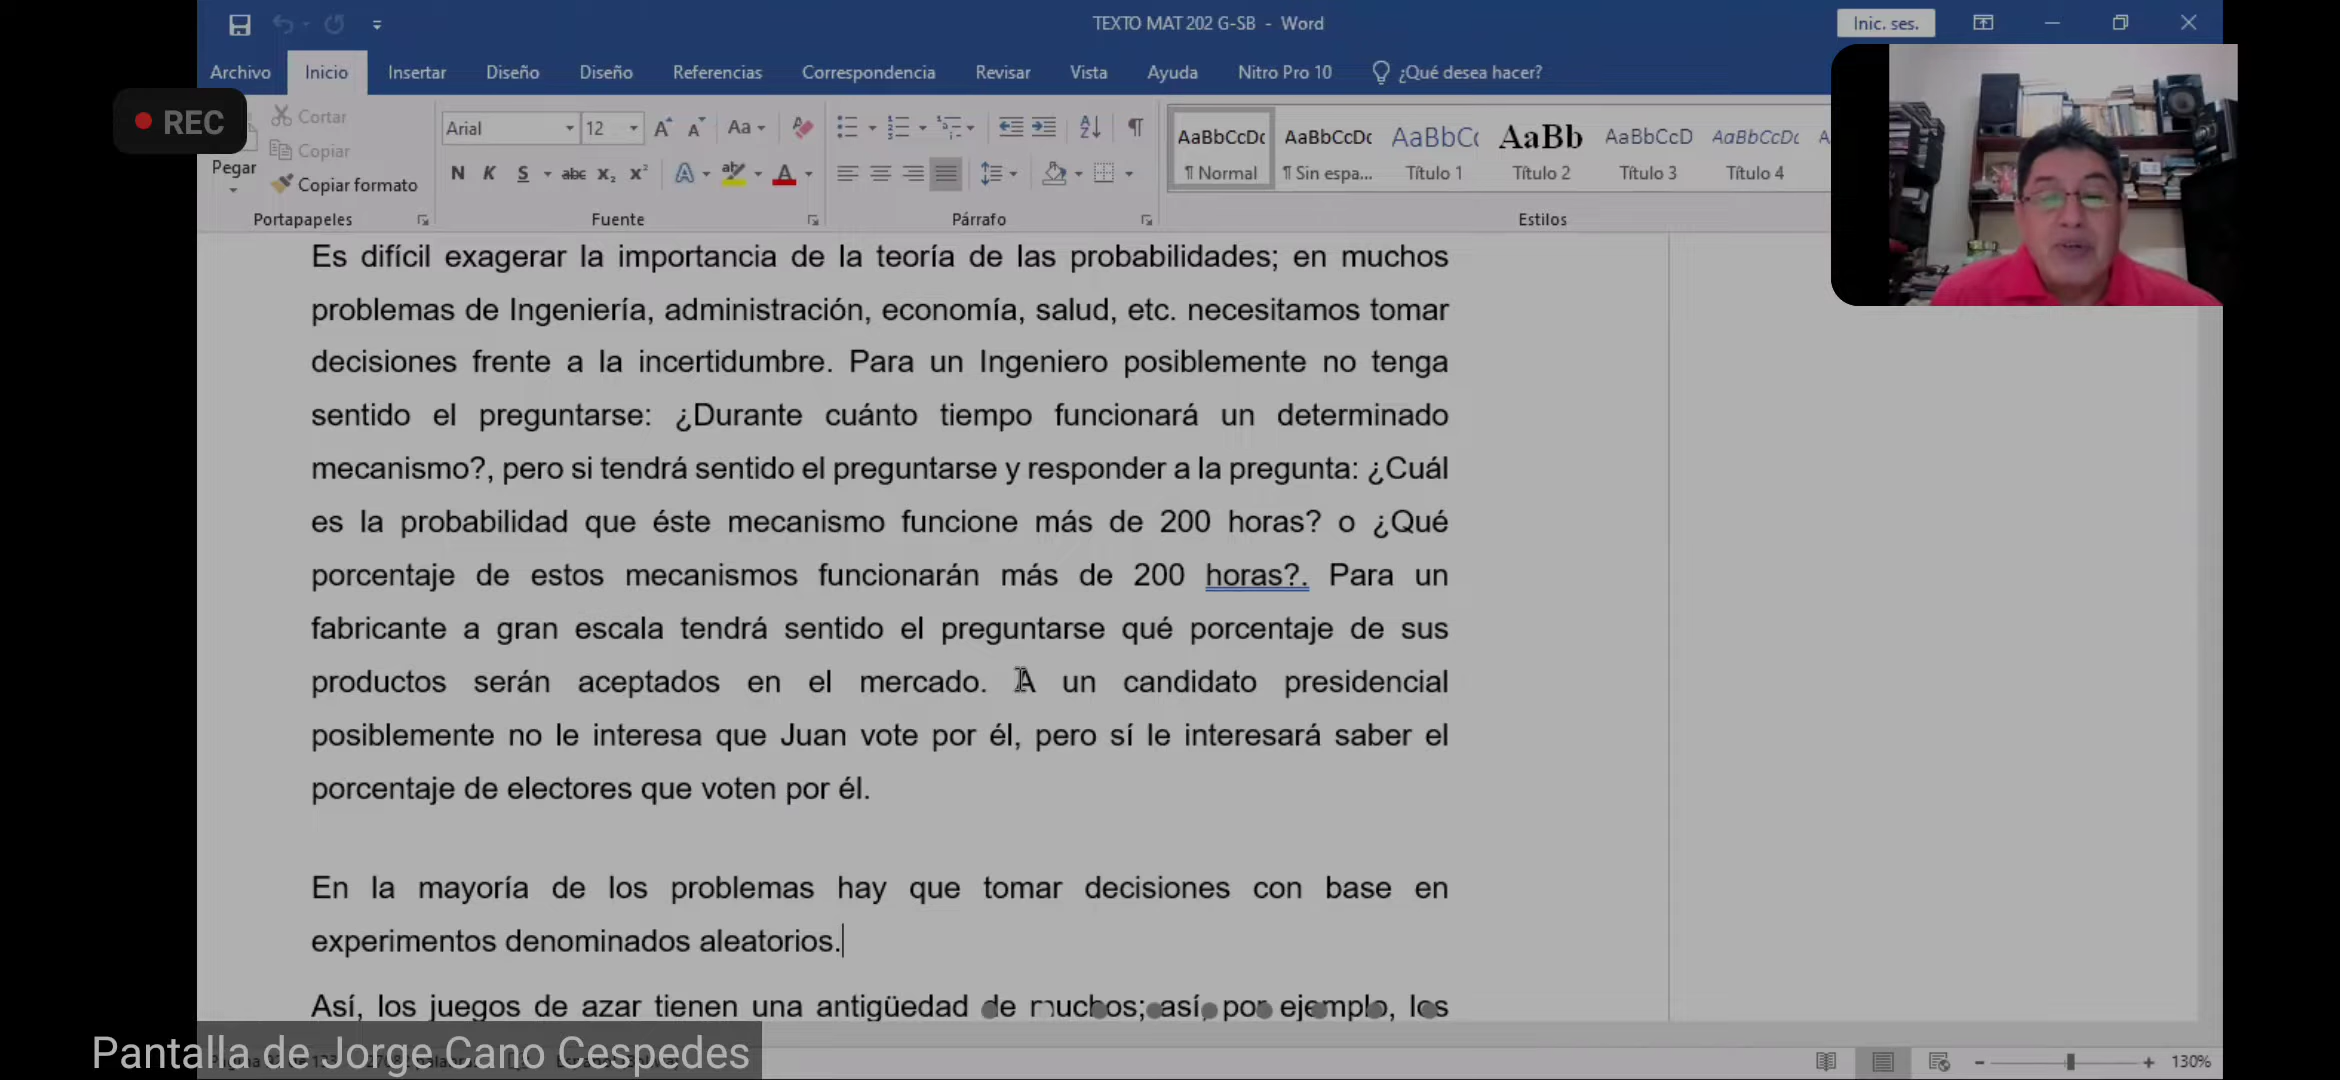 TEXTO MAT 202 G-SB - Word
Inic. ses.
Archivo Inicio Insertar Diseño Diseño Referencias Correspondencia Revisar Vista Ayuda Nitro Pro 10 ¿Qué desea hacer?
REC
Pegar
Cortar
Copiar
Copiar formato
Portapapeles
Arial 12
Aa
N K S abc x₂ x²
Fuente
Párrafo
AaBbCcDc AaBbCcDc AaBbC AaBb AaBbCcD AaBbCcDc
¶ Normal ¶ Sin espa... Título 1 Título 2 Título 3 Título 4
Estilos
Es difícil exagerar la importancia de la teoría de las probabilidades; en muchos
problemas de Ingeniería, administración, economía, salud, etc. necesitamos tomar
decisiones frente a la incertidumbre. Para un Ingeniero posiblemente no tenga
sentido el preguntarse: ¿Durante cuánto tiempo funcionará un determinado
mecanismo?, pero si tendrá sentido el preguntarse y responder a la pregunta: ¿Cuál
es la probabilidad que éste mecanismo funcione más de 200 horas? o ¿Qué
porcentaje de estos mecanismos funcionarán más de 200 horas?. Para un
fabricante a gran escala tendrá sentido el preguntarse qué porcentaje de sus
productos serán aceptados en el mercado. A un candidato presidencial
posiblemente no le interesa que Juan vote por él, pero sí le interesará saber el
porcentaje de electores que voten por él.
En la mayoría de los problemas hay que tomar decisiones con base en
experimentos denominados aleatorios.
Así, los juegos de azar tienen una antigüedad de muchos; así, por ejemplo, los
Pantalla de Jorge Cano Cespedes
130%